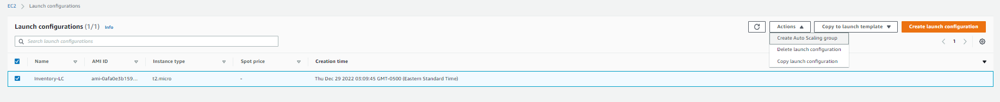 EC2 > Launch configurations
Launch configurations (1/1) Info
Actions ▲ Copy to launch template ▼ Create launch configuration
Search launch configurations
Create Auto Scaling group
< 1 >
Delete launch configuration
Copy launch configuration
Name AMI ID Instance type Spot price Creation time
Inventory-LC ami-0afa0e3b159... t2.micro - Thu Dec 29 2022 03:09:45 GMT-0500 (Eastern Standard Time)